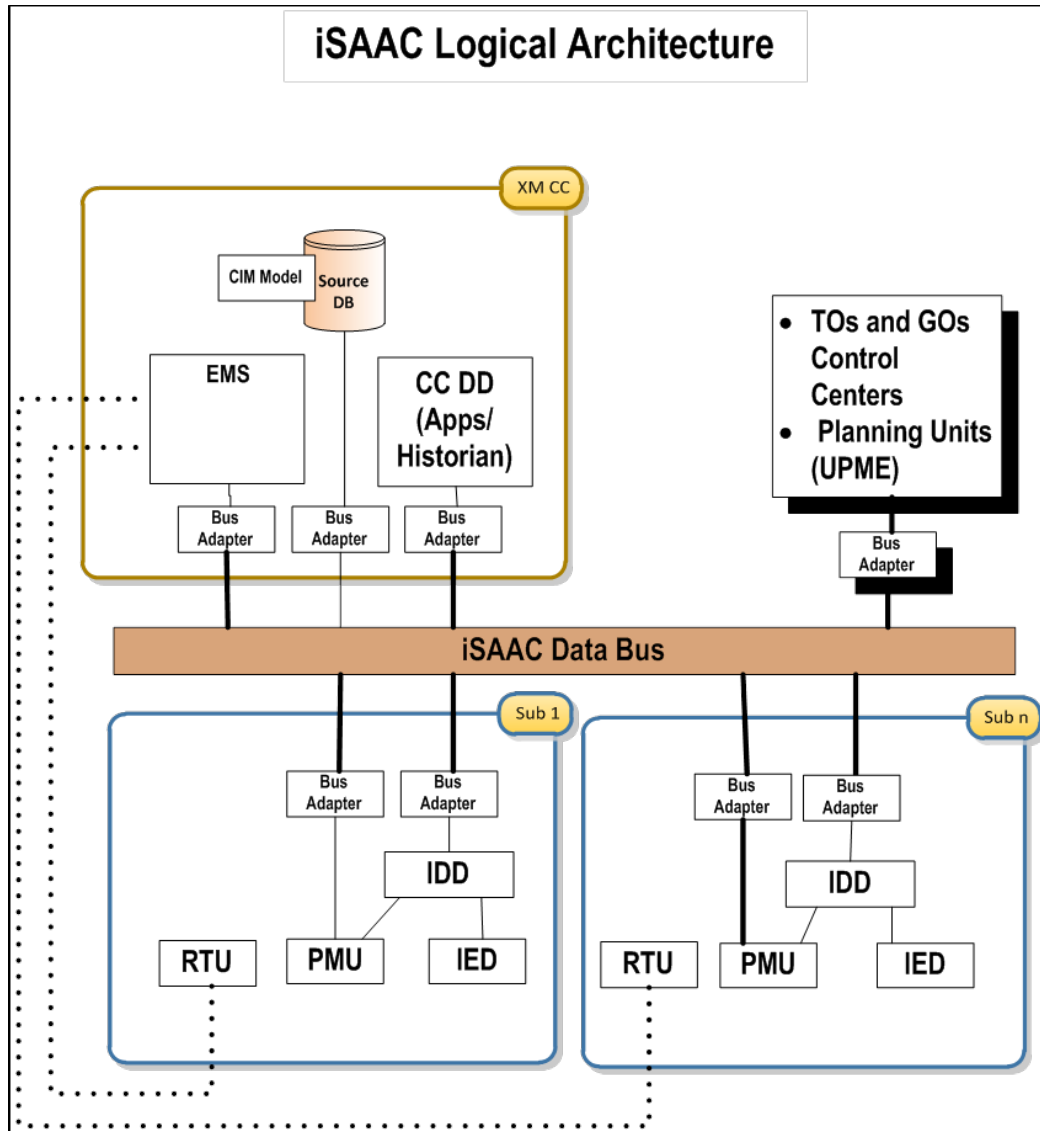 iSAAC Logical Architecture
XM CC
CIM Model
Source
DB
EMS
CC DD
(Apps/
Historian)
• TOs and GOs
Control
Centers
• Planning Units
(UPME)
Bus
Adapter
Bus
Adapter
Bus
Adapter
Bus
Adapter
iSAAC Data Bus
Sub 1
Sub n
Bus
Adapter
Bus
Adapter
Bus
Adapter
Bus
Adapter
IDD
IDD
RTU
PMU
IED
RTU
PMU
IED